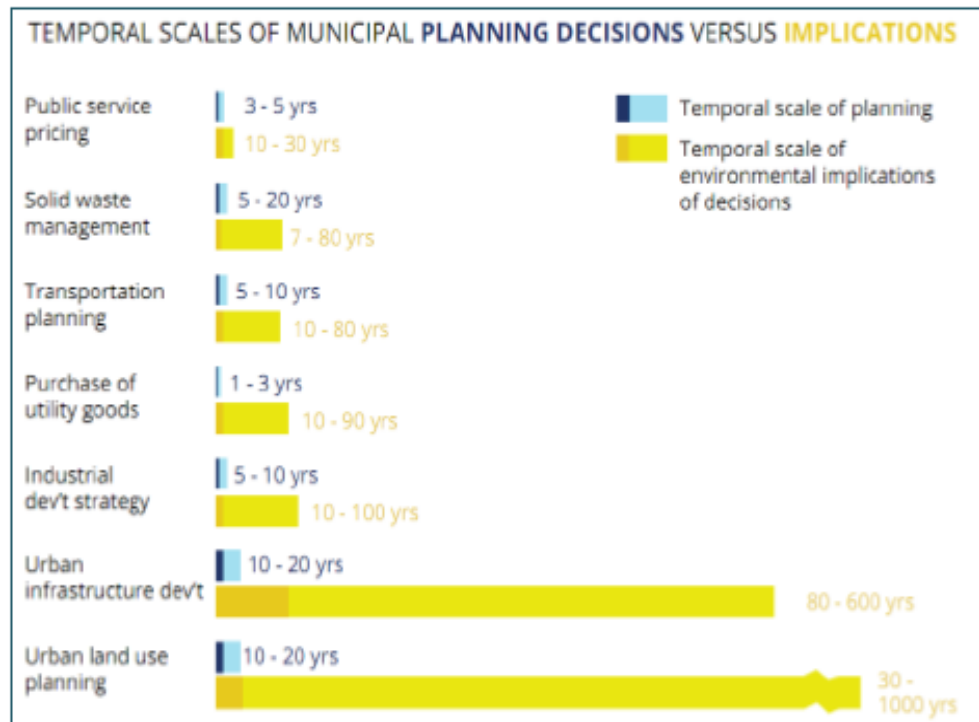 TEMPORAL SCALES OF MUNICIPAL PLANNING DECISIONS VERSUS IMPLICATIONS
Temporal scale of planning
Temporal scale of
environmental implications
of decisions
Public service
pricing
3 - 5 yrs
10 - 30 yrs
Solid waste
management
5 - 20 yrs
7 - 80 yrs
Transportation
planning
5 - 10 yrs
10 - 80 yrs
Purchase of
utility goods
1 - 3 yrs
10 - 90 yrs
Industrial
dev't strategy
5 - 10 yrs
10 - 100 yrs
Urban
infrastructure dev't
10 - 20 yrs
80 - 600 yrs
Urban land use
planning
10 - 20 yrs
30 -
1000 yrs